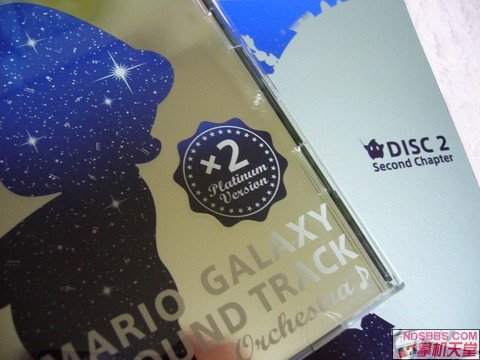 ×2
Platinum
Version
MARIO GALAXY
OUND TRACK
Orchestra
DISC 2
Second Chapter
NDSBBS.COM
掌机天堂